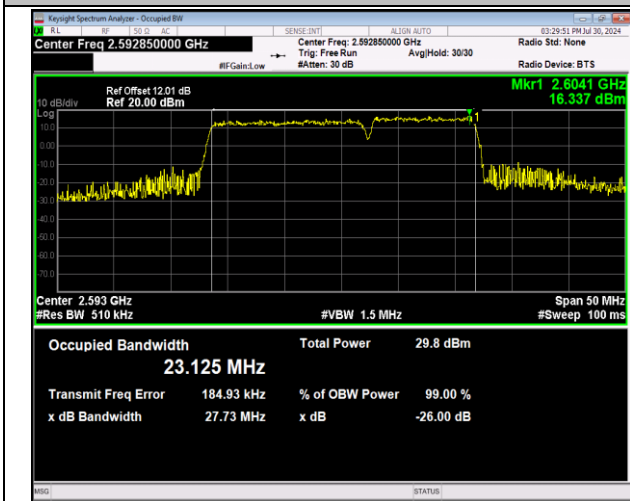 Keysight Spectrum Analyzer - Occupied BW
RL RF 50 Ω AC SENSE:INT ALIGN AUTO 03:29:51 PM Jul 30, 2024
Center Freq 2.592850000 GHz Center Freq: 2.592850000 GHz Radio Std: None
Trig: Free Run Avg|Hold: 30/30
#IFGain:Low #Atten: 30 dB Radio Device: BTS
Mkr1 2.6041 GHz
16.337 dBm
Ref Offset 12.01 dB
10 dB/div Ref 20.00 dBm
Log
10.0
0.00
-10.0
-20.0
-30.0
-40.0
-50.0
-60.0
-70.0
1
Center 2.593 GHz Span 50 MHz
#Res BW 510 kHz #VBW 1.5 MHz #Sweep 100 ms
Occupied Bandwidth Total Power 29.8 dBm
23.125 MHz
Transmit Freq Error 184.93 kHz % of OBW Power 99.00 %
x dB Bandwidth 27.73 MHz x dB -26.00 dB
MSG STATUS